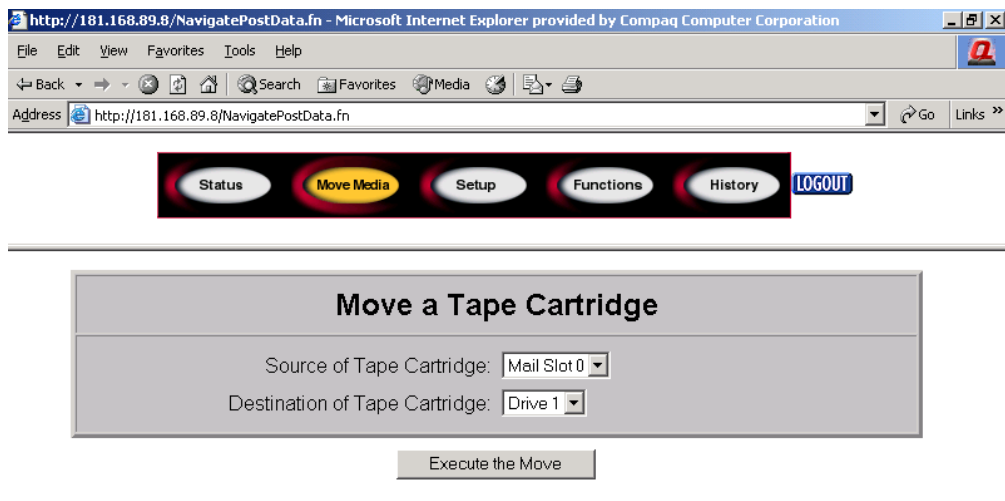 http://181.168.89.8/NavigatePostData.fn - Microsoft Internet Explorer provided by Compaq Computer Corporation
File Edit View Favorites Tools Help
Back Search Favorites Media
Address http://181.168.89.8/NavigatePostData.fn Go Links »
Status Move Media Setup Functions History LOGOUT
Move a Tape Cartridge
Source of Tape Cartridge: Mail Slot 0
Destination of Tape Cartridge: Drive 1
Execute the Move